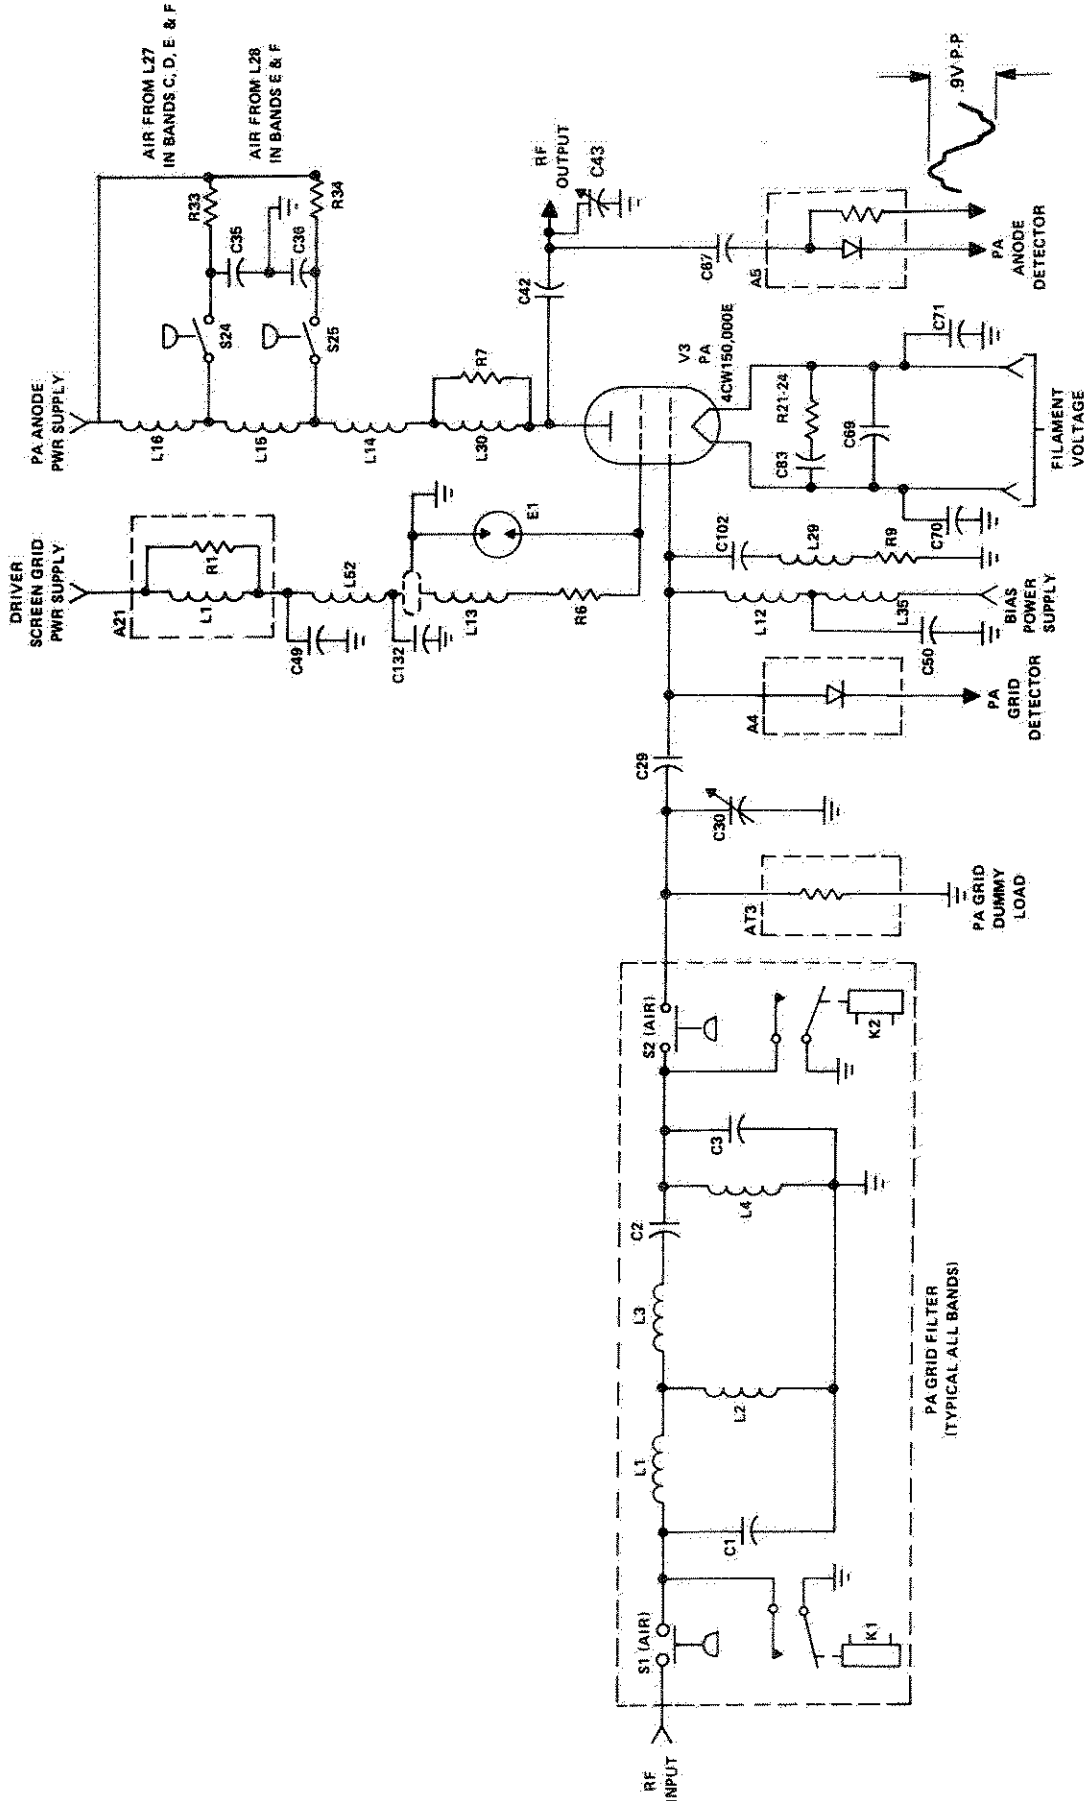 AIR FROM L27
IN BANDS C, D, E & F
AIR FROM L28
IN BANDS E & F
PA ANODE
PWR SUPPLY
R33
R34
C35
C36
S24
S25
L16
L15
L14
L30
R7
DRIVER
SCREEN GRID
PWR SUPPLY
A21
L1
R1
C49
L52
C132
L13
R6
E1
C42
RF
OUTPUT
C43
C67
A5
PA
ANODE
DETECTOR
.9V P-P
V3
PA
4CW150,000E
R21-24
C83
C69
C71
C70
FILAMENT
VOLTAGE
C102
L29
R9
L12
L35
C50
BIAS
POWER
SUPPLY
A4
PA
GRID
DETECTOR
C29
C30
AT3
PA GRID
DUMMY
LOAD
S2 (AIR)
K2
C3
L4
C2
L3
L2
L1
C1
S1 (AIR)
K1
PA GRID FILTER
(TYPICAL ALL BANDS)
RF
INPUT